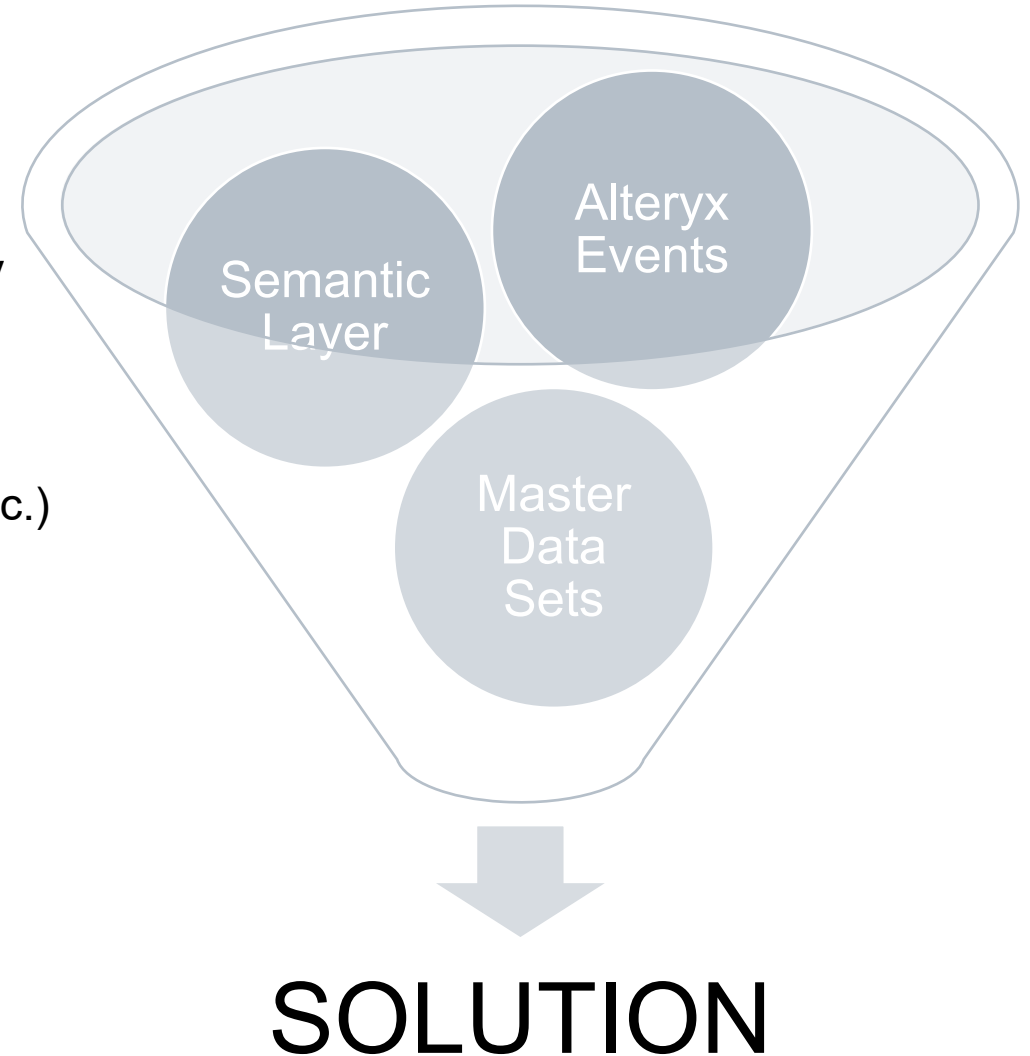 Alteryx
Events
Semantic
Layer
c.)
Master
Data
Sets
SOLUTION